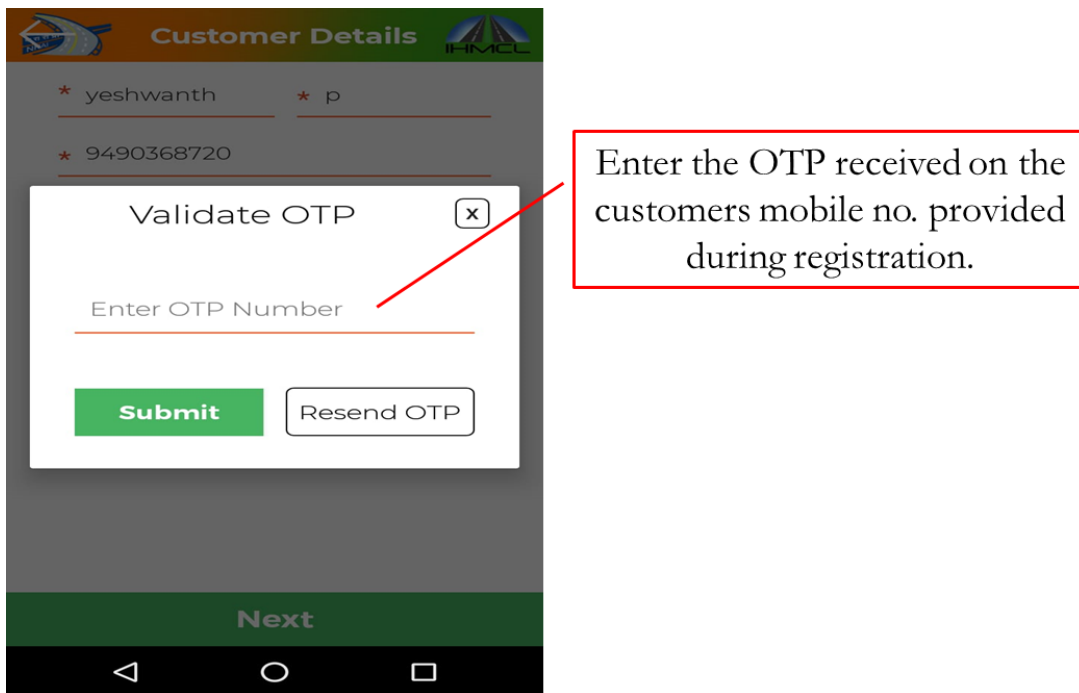 Customer Details
IHMCL
* yeshwanth * p
* 9490368720
Validate OTP x
Enter OTP Number
Submit Resend OTP
Next
Enter the OTP received on the
customers mobile no. provided
during registration.